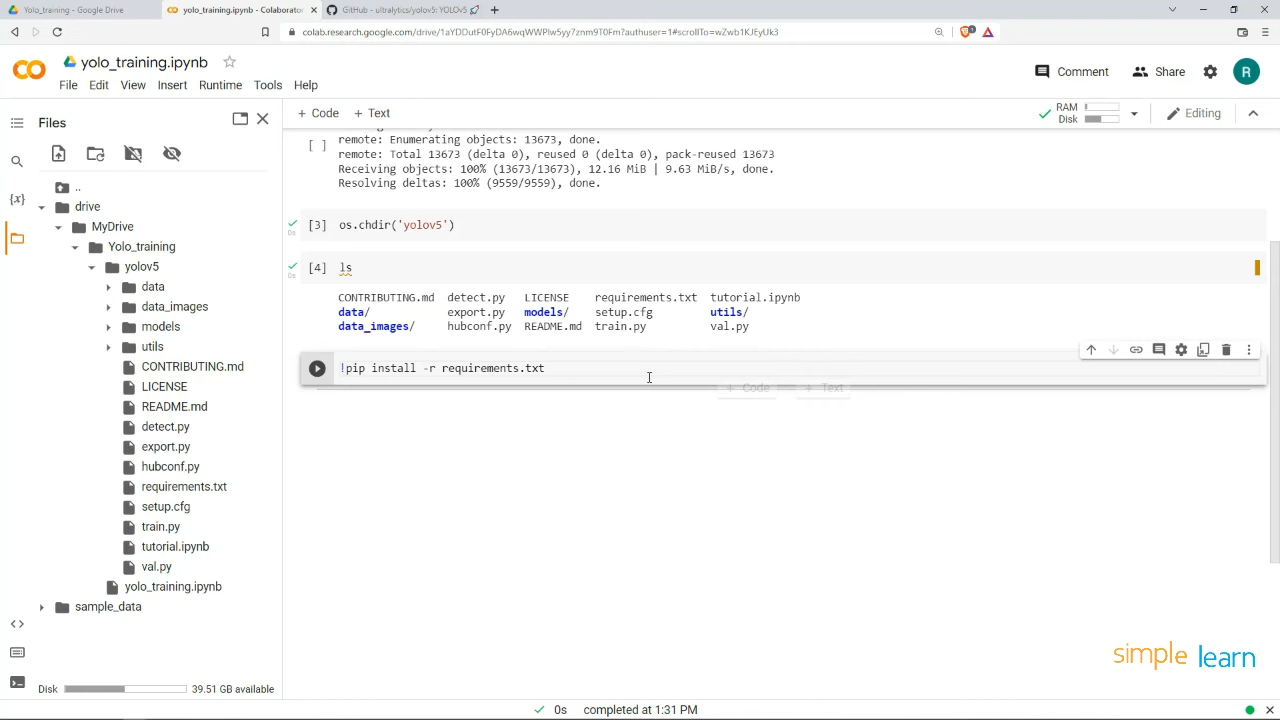 Yolo_training - Google Drive
yolo_training.ipynb - Colaborator
GitHub - ultralytics/yolov5: YOLOv5
colab.research.google.com/drive/1aYDDutF0FyDA6wqWWPlw5yy7znm9T0Fm?authuser=1#scrollTo=wZwb1KJEyUk3
yolo_training.ipynb
File Edit View Insert Runtime Tools Help
Comment Share R
Files
+ Code + Text
RAM
Disk
Editing
..
drive
MyDrive
Yolo_training
yolov5
data
data_images
models
utils
CONTRIBUTING.md
LICENSE
README.md
detect.py
export.py
hubconf.py
requirements.txt
setup.cfg
train.py
tutorial.ipynb
val.py
yolo_training.ipynb
sample_data
Disk 39.51 GB available
[ ] remote: Enumerating objects: 13673, done.
remote: Total 13673 (delta 0), reused 0 (delta 0), pack-reused 13673
Receiving objects: 100% (13673/13673), 12.16 MiB | 9.63 MiB/s, done.
Resolving deltas: 100% (9559/9559), done.
0s [3] os.chdir('yolov5')
0s [4] ls
CONTRIBUTING.md detect.py LICENSE requirements.txt tutorial.ipynb
data/ export.py models/ setup.cfg utils/
data_images/ hubconf.py README.md train.py val.py
!pip install -r requirements.txt
+ Code + Text
simplelearn
0s completed at 1:31 PM